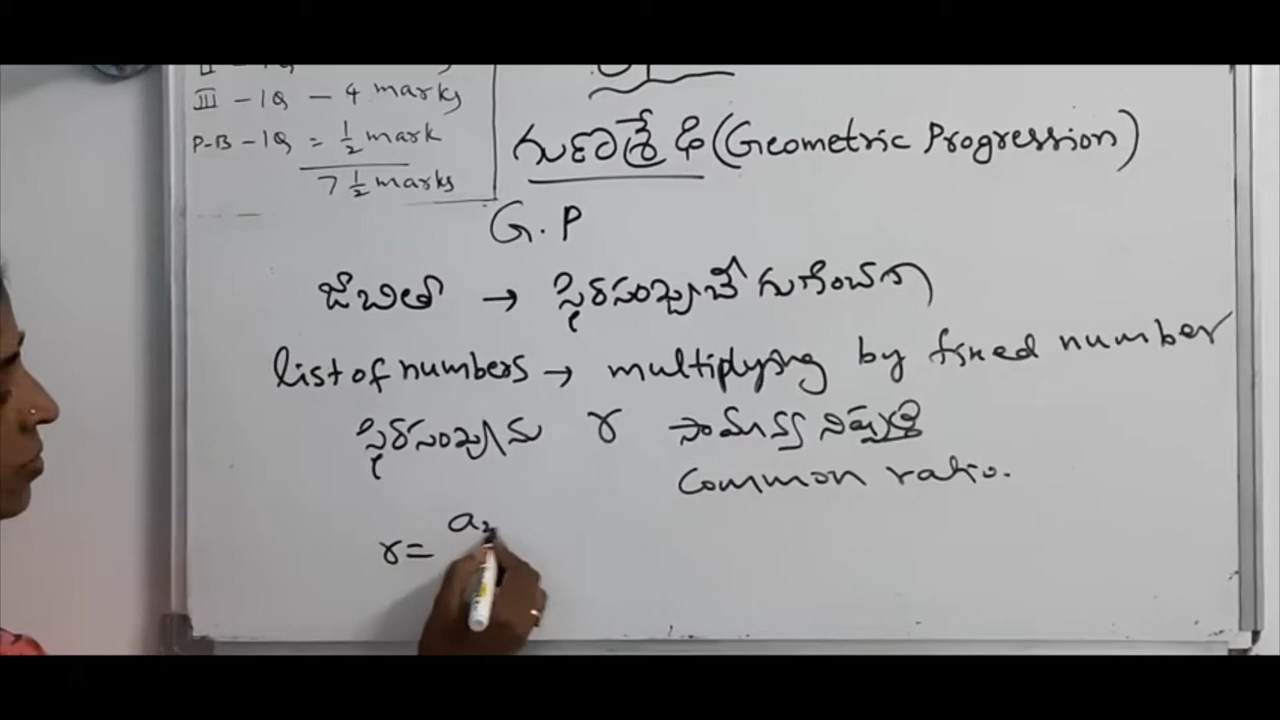 III - 1Q - 4 marks
P-B - 1Q = 1/2 mark
7 1/2 marks
గుణశ్రేఢి (Geometric Progression)
G.P
జాబితా → స్థిరసంఖ్యచే గుణించగా
list of numbers → multiplying by fixed number
స్థిరసంఖ్యను r సామాన్య నిష్పత్తి
Common ratio.
r = a₂